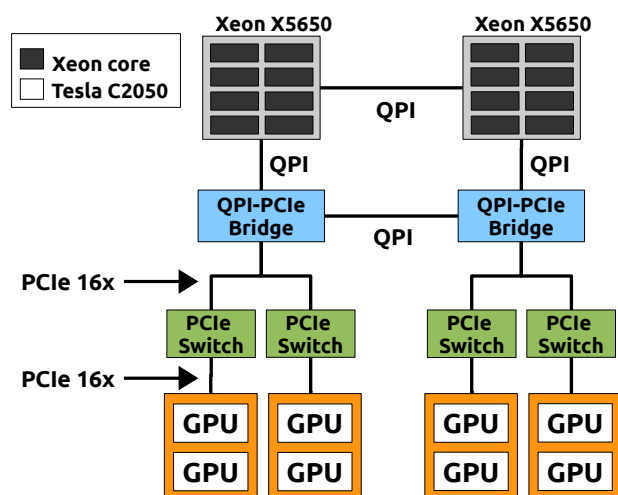 Xeon X5650
Xeon X5650
Xeon core
Tesla C2050
QPI
QPI
QPI
QPI-PCIe
Bridge
QPI-PCIe
Bridge
QPI
PCIe 16x
PCIe
Switch
PCIe
Switch
PCIe
Switch
PCIe
Switch
PCIe 16x
GPU
GPU
GPU
GPU
GPU
GPU
GPU
GPU